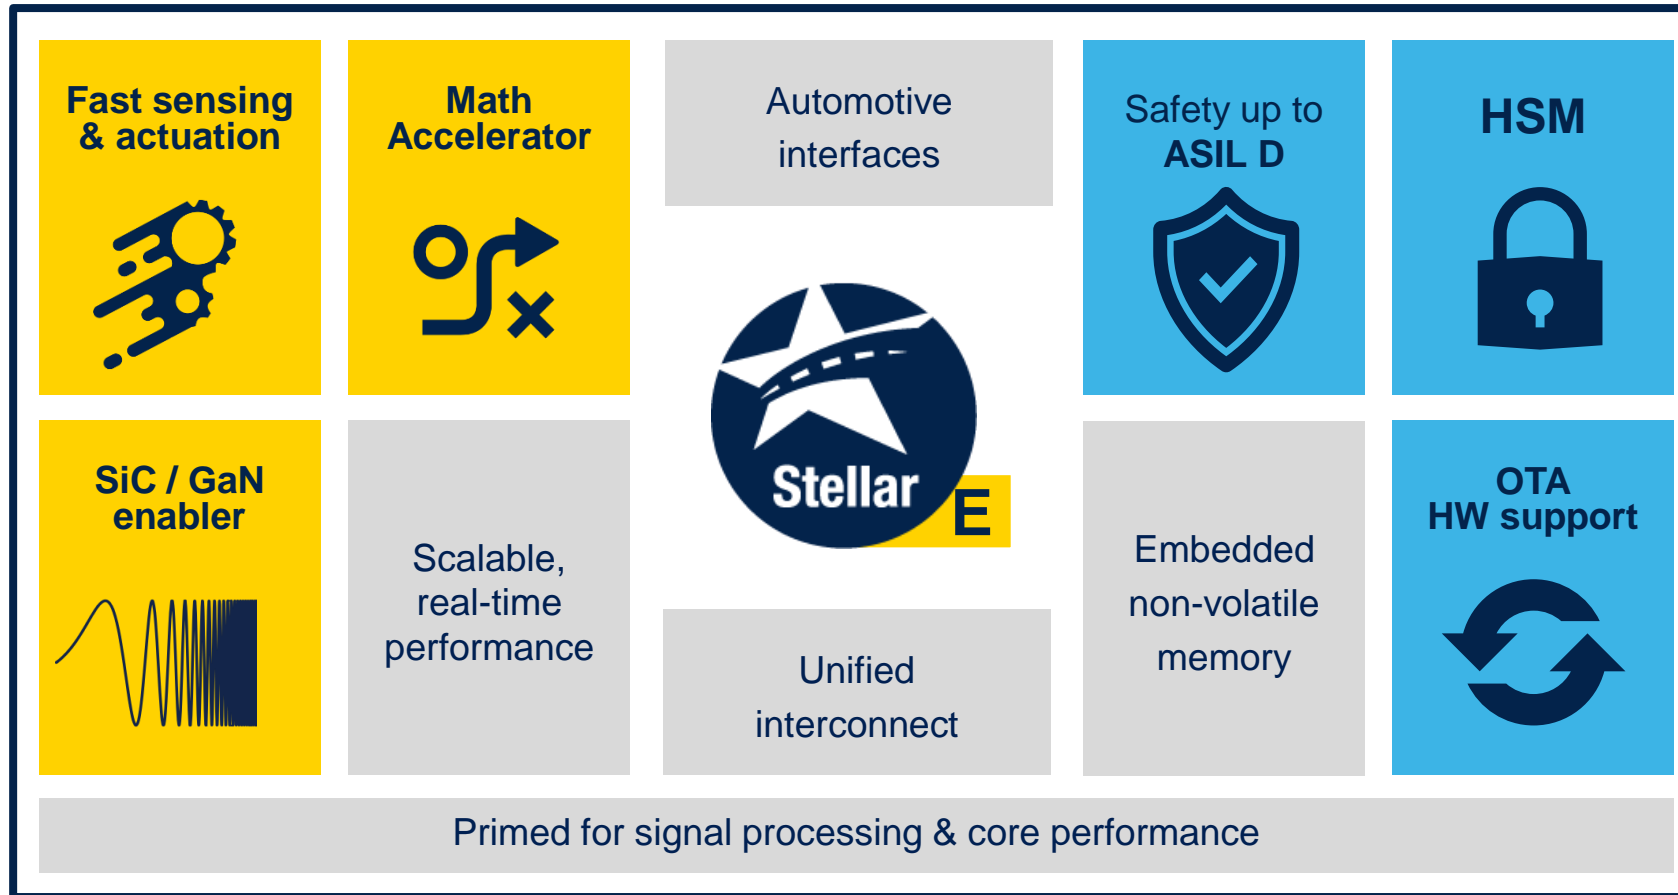 Fast sensing
& actuation
Math
Accelerator
Automotive
interfaces
Safety up to
ASIL D
HSM
SiC / GaN
enabler
Scalable,
real-time
performance
Stellar
E
Unified
interconnect
Embedded
non-volatile
memory
OTA
HW support
Primed for signal processing & core performance